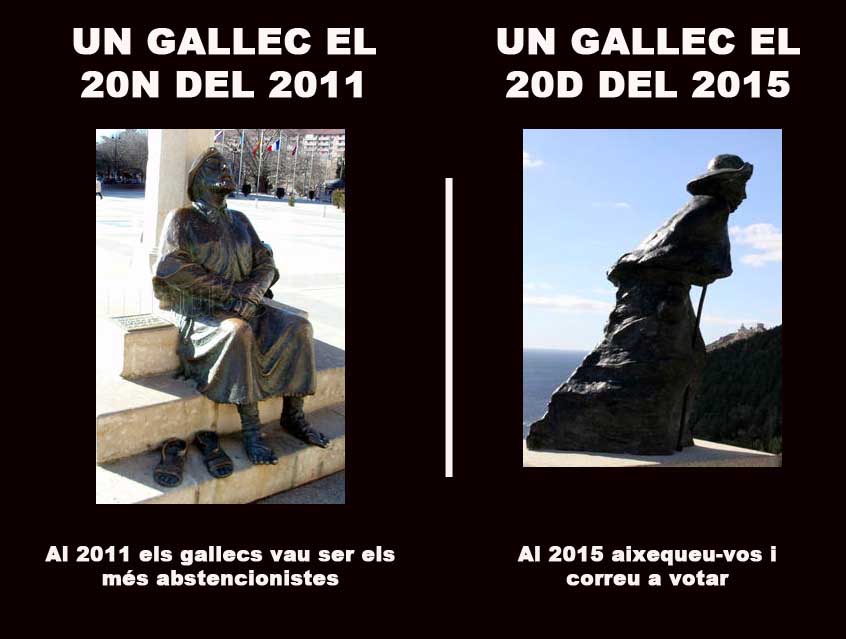 UN GALLEC EL
20N DEL 2011
UN GALLEC EL
20D DEL 2015
Al 2011 els gallecs vau ser els
més abstencionistes
Al 2015 aixequeu-vos i
correu a votar